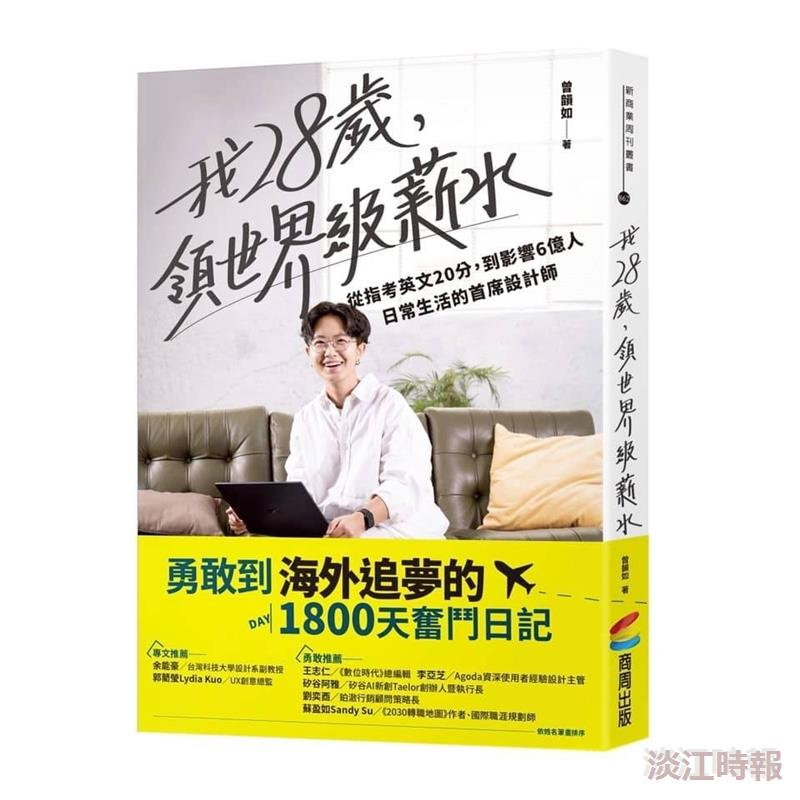 我28歲，
領世界級薪水
曾韻如 著
從指考英文20分，到影響6億人
日常生活的首席設計師
勇敢到 海外追夢的
DAY 1800天奮鬥日記
專文推薦
余能豪／台灣科技大學設計系副教授
郭藺瑩Lydia Kuo／UX創意總監
勇敢推薦
王志仁／《數位時代》總編輯 李亞芝／Agoda資深使用者經驗設計主管
矽谷阿雅／矽谷AI新創Taelor創辦人暨執行長
劉奕酉／鉑澈行銷顧問策略長
蘇盈如Sandy Su／《2030轉職地圖》作者、國際職涯規劃師
依姓名筆畫排序
新商業周刊叢書
我28歲，領世界級薪水
曾韻如 著
商周出版
淡江時報